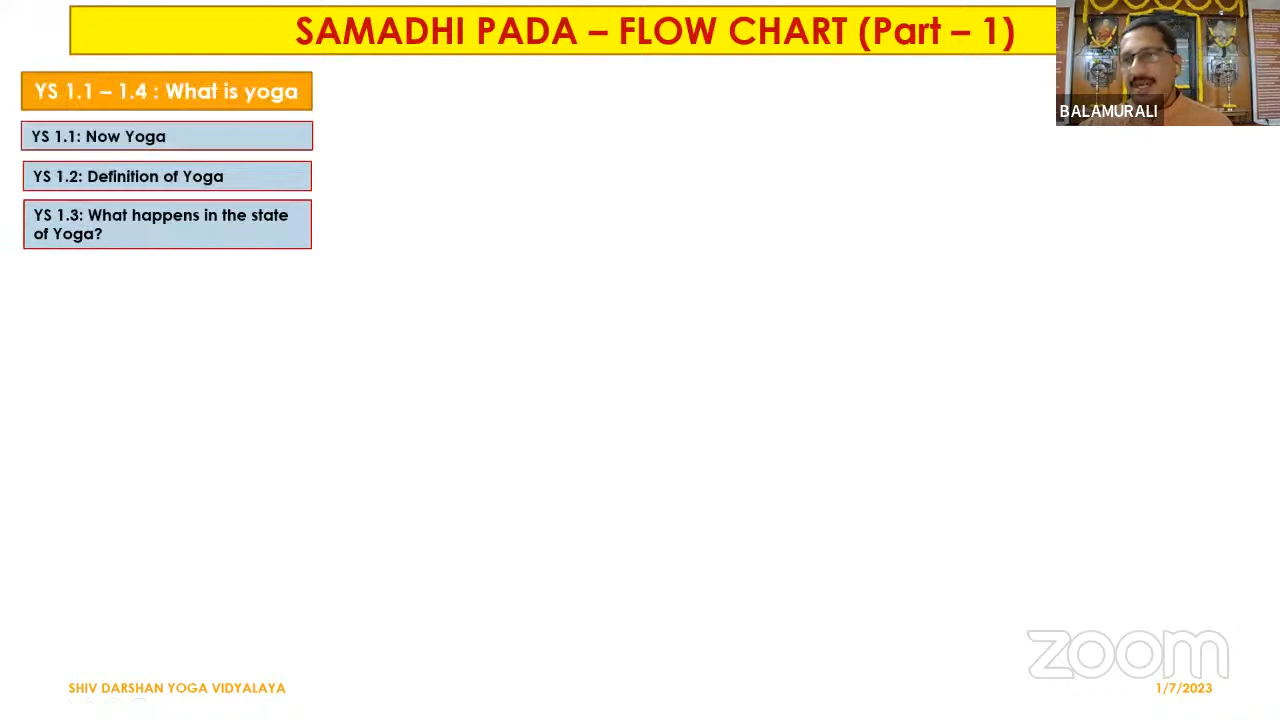 SAMADHI PADA – FLOW CHART (Part – 1)
YS 1.1 – 1.4 : What is yoga
YS 1.1: Now Yoga
YS 1.2: Definition of Yoga
YS 1.3: What happens in the state
of Yoga?
BALAMURALI
zoom
SHIV DARSHAN YOGA VIDYALAYA
1/7/2023